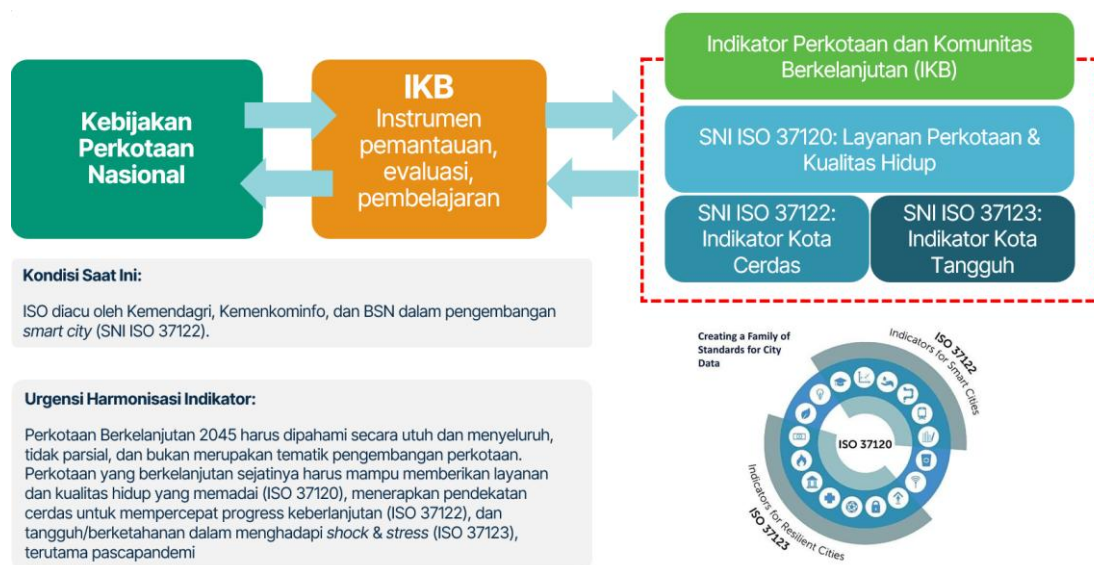 Kebijakan
Perkotaan
Nasional
IKB
Instrumen
pemantauan,
evaluasi,
pembelajaran
Indikator Perkotaan dan Komunitas
Berkelanjutan (IKB)
SNI ISO 37120: Layanan Perkotaan &
Kualitas Hidup
SNI ISO 37122:
Indikator Kota
Cerdas
SNI ISO 37123:
Indikator Kota
Tangguh
Kondisi Saat Ini:
ISO diacu oleh Kemendagri, Kemenkominfo, dan BSN dalam pengembangan
smart city (SNI ISO 37122).
Urgensi Harmonisasi Indikator:
Perkotaan Berkelanjutan 2045 harus dipahami secara utuh dan menyeluruh,
tidak parsial, dan bukan merupakan tematik pengembangan perkotaan.
Perkotaan yang berkelanjutan sejatinya harus mampu memberikan layanan
dan kualitas hidup yang memadai (ISO 37120), menerapkan pendekatan
cerdas untuk mempercepat progress keberlanjutan (ISO 37122), dan
tangguh/berketahanan dalam menghadapi shock & stress (ISO 37123),
terutama pascapandemi
Creating a Family of
Standards for City
Data
ISO 37122
Indicators for Smart Cities
ISO 37120
Indicators for Resilient Cities
ISO 37123